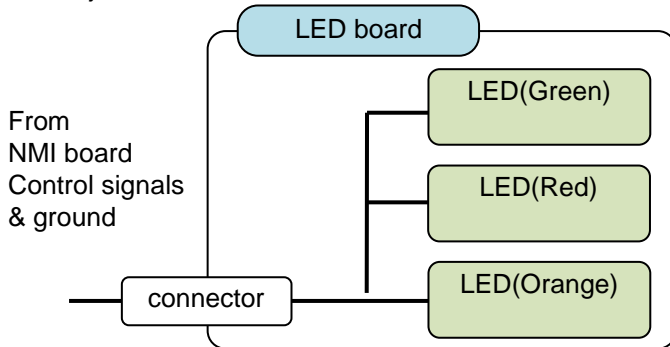 LED board
LED(Green)
From
NMI board
Control signals
& ground
LED(Red)
LED(Orange)
connector